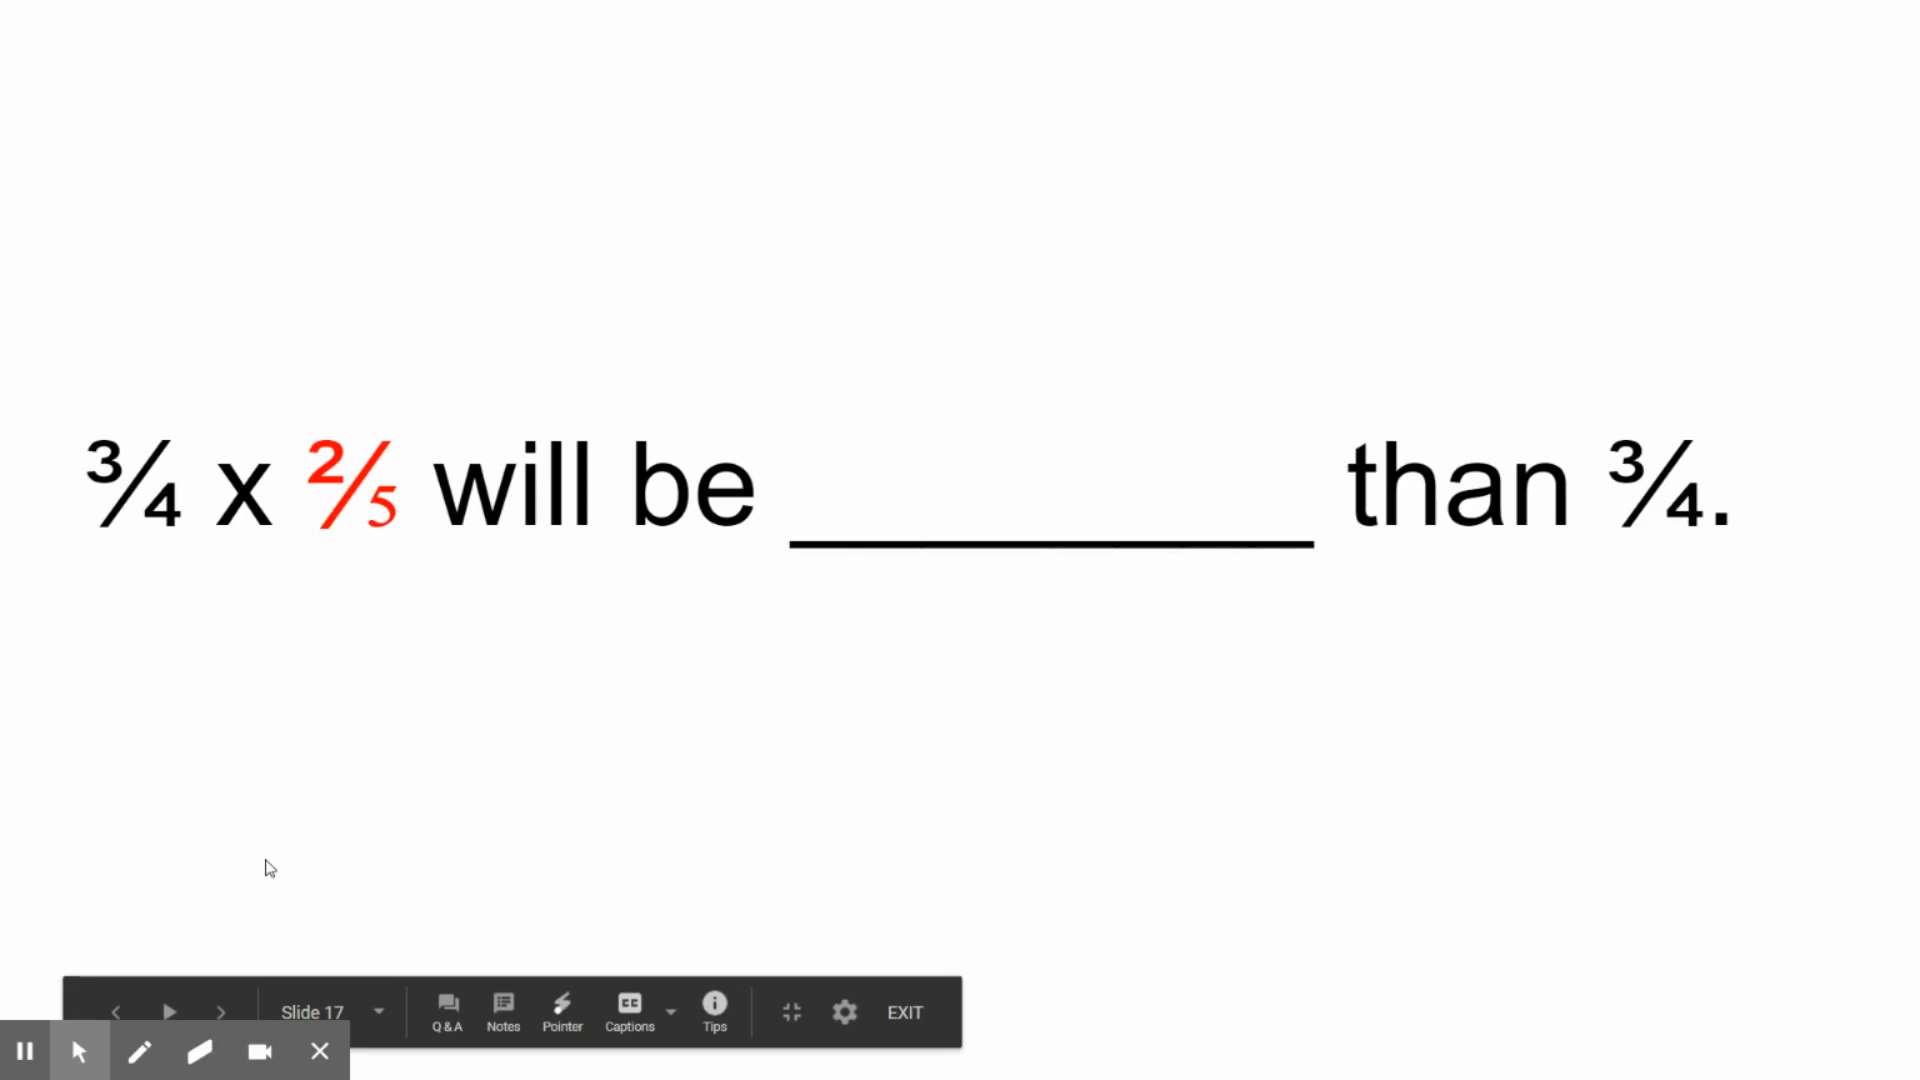 ¾ x ⅖ will be __________ than ¾.
Slide 17
Q & A Notes Pointer Captions Tips EXIT